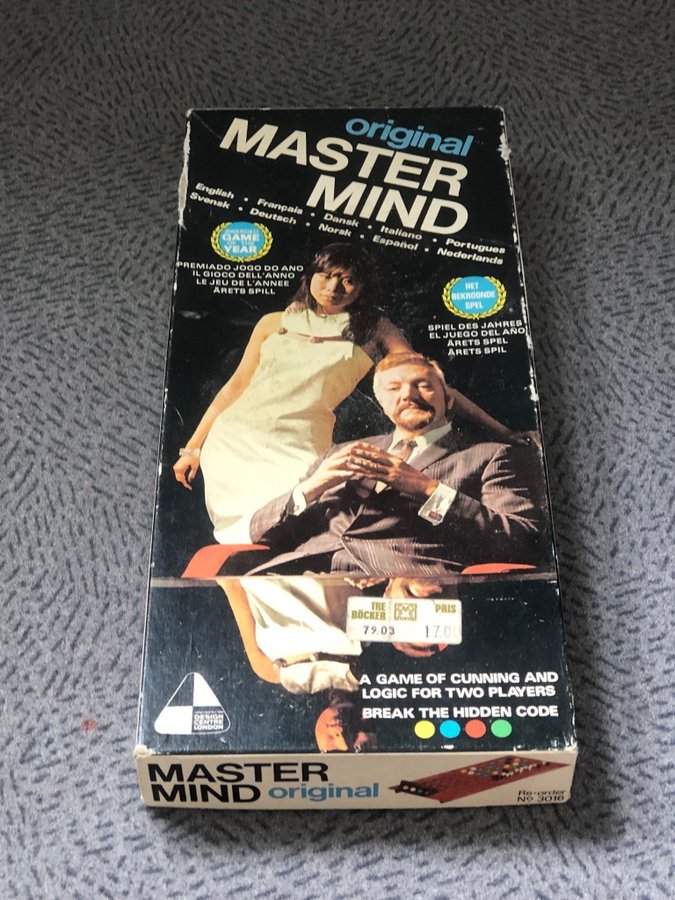 original
MASTER
MIND
English • Français • Dansk • Italiano • Portugues
Svensk • Deutsch • Norsk • Español • Nederlands
AWARDED
GAME
OF THE
YEAR
PREMIADO JOGO DO ANO
IL GIOCO DELL'ANNO
LE JEU DE L'ANNEE
ÅRETS SPILL
HET
BEKROONDE
SPEL
SPIEL DES JAHRES
EL JUEGO DEL AÑO
ÅRETS SPEL
ÅRETS SPIL
TRE
BÖCKER
PRIS
79.03
A GAME OF CUNNING AND
LOGIC FOR TWO PLAYERS
BREAK THE HIDDEN CODE
DESIGN
CENTRE
LONDON
MASTER
MIND original
Re-order
No 3016